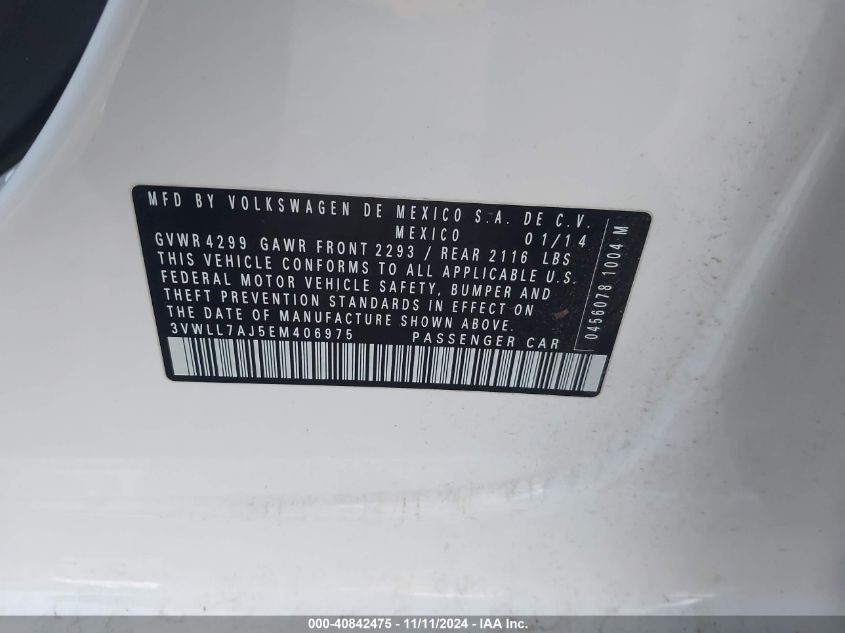 MFD BY VOLKSWAGEN DE MEXICO S.A. DE C.V.
MEXICO 01/14
GVWR 4299 GAWR FRONT 2293 / REAR 2116 LBS
THIS VEHICLE CONFORMS TO ALL APPLICABLE U.S.
FEDERAL MOTOR VEHICLE SAFETY, BUMPER AND
THEFT PREVENTION STANDARDS IN EFFECT ON
THE DATE OF MANUFACTURE SHOWN ABOVE.
3VWLL7AJ5EM406975 PASSENGER CAR
0456078 1004 M
000-40842475 - 11/11/2024 - IAA Inc.